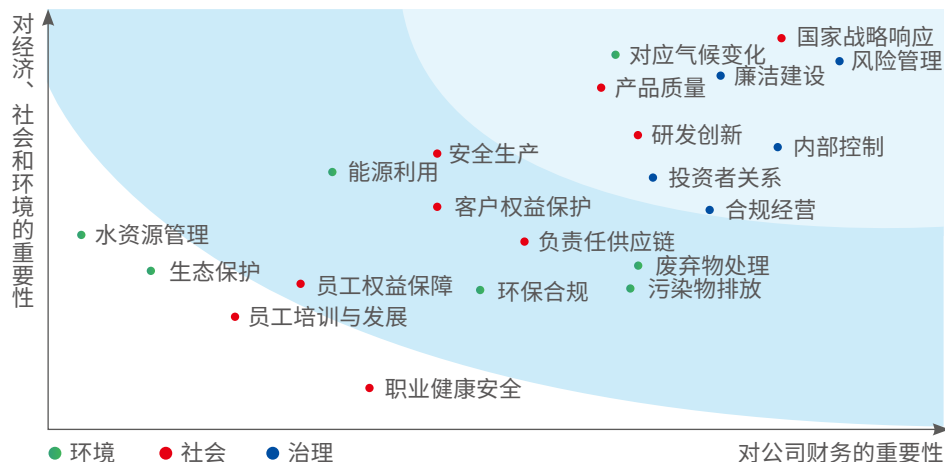 对经济、社会和环境的重要性
国家战略响应
对应气候变化
风险管理
廉洁建设
产品质量
研发创新
内部控制
安全生产
能源利用
投资者关系
客户权益保护
合规经营
水资源管理
负责任供应链
生态保护
废弃物处理
员工权益保障
环保合规
污染物排放
员工培训与发展
职业健康安全
环境
社会
治理
对公司财务的重要性